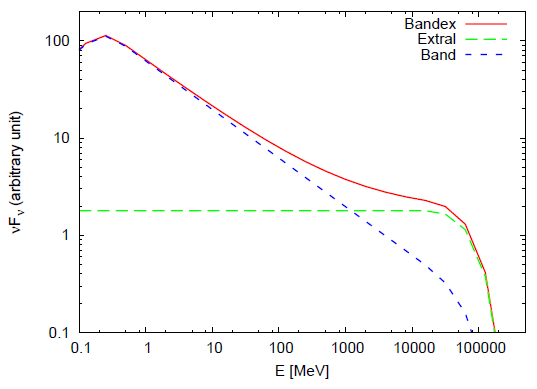 Bandex
Extral
Band
νFν (arbitrary unit)
100
10
1
0.1
0.1 1 10 100 1000 10000 100000
E [MeV]